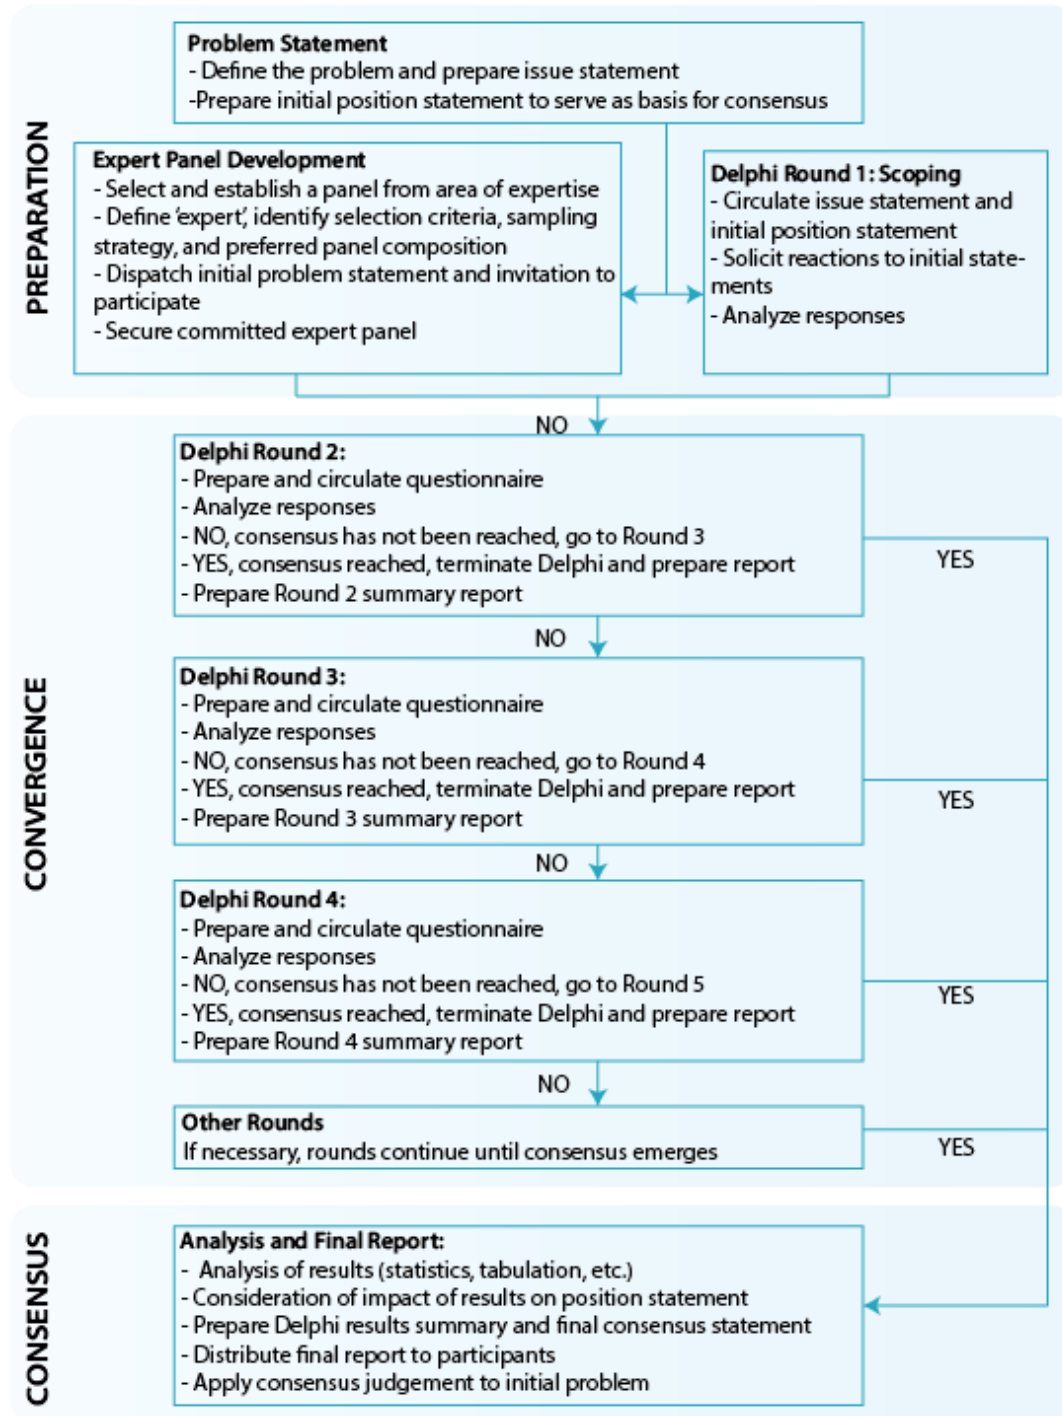 PREPARATION
Problem Statement
- Define the problem and prepare issue statement
-Prepare initial position statement to serve as basis for consensus
Expert Panel Development
- Select and establish a panel from area of expertise
- Define 'expert', identify selection criteria, sampling
strategy, and preferred panel composition
- Dispatch initial problem statement and invitation to
participate
- Secure committed expert panel
Delphi Round 1: Scoping
- Circulate issue statement and
initial position statement
- Solicit reactions to initial state-
ments
- Analyze responses
NO
CONVERGENCE
Delphi Round 2:
- Prepare and circulate questionnaire
- Analyze responses
- NO, consensus has not been reached, go to Round 3
- YES, consensus reached, terminate Delphi and prepare report
- Prepare Round 2 summary report
YES
NO
Delphi Round 3:
- Prepare and circulate questionnaire
- Analyze responses
- NO, consensus has not been reached, go to Round 4
- YES, consensus reached, terminate Delphi and prepare report
- Prepare Round 3 summary report
YES
NO
Delphi Round 4:
- Prepare and circulate questionnaire
- Analyze responses
- NO, consensus has not been reached, go to Round 5
- YES, consensus reached, terminate Delphi and prepare report
- Prepare Round 4 summary report
YES
NO
Other Rounds
If necessary, rounds continue until consensus emerges
YES
CONSENSUS
Analysis and Final Report:
- Analysis of results (statistics, tabulation, etc.)
- Consideration of impact of results on position statement
- Prepare Delphi results summary and final consensus statement
- Distribute final report to participants
- Apply consensus judgement to initial problem